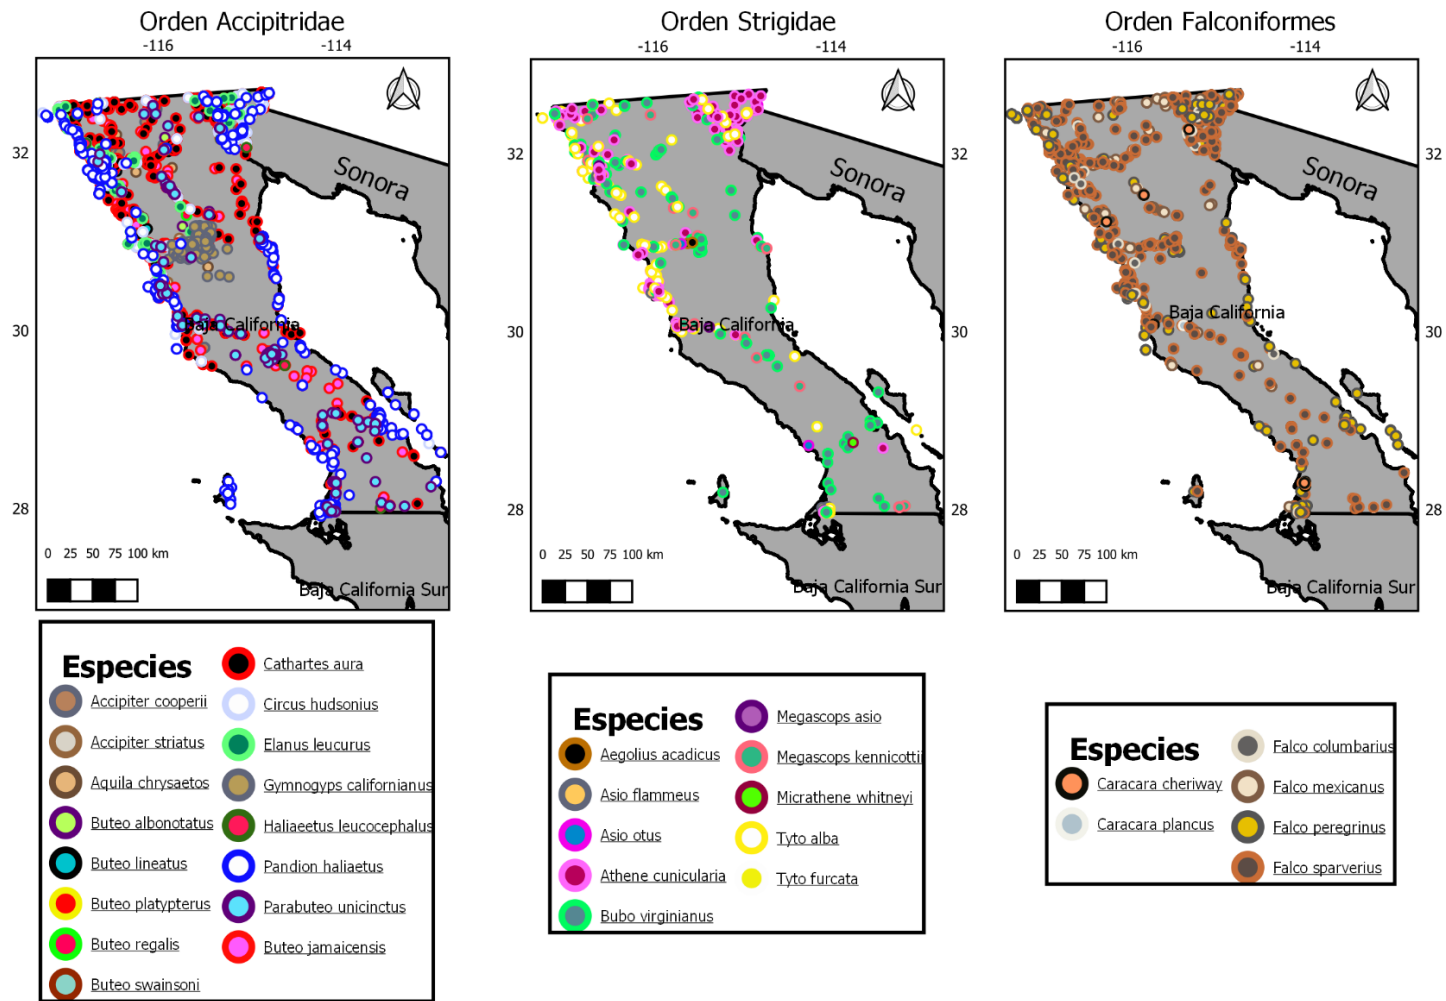 Orden Accipitridae
-116
-114
32
30
28
Sonora
Baja California
0 25 50 75 100 km
Baja California Sur
Especies
Accipiter cooperii
Accipiter striatus
Aquila chrysaetos
Buteo albonotatus
Buteo lineatus
Buteo platypterus
Buteo regalis
Buteo swainsoni
Cathartes aura
Circus hudsonius
Elanus leucurus
Gymnogyps californianus
Haliaeetus leucocephalus
Pandion haliaetus
Parabuteo unicinctus
Buteo jamaicensis
Orden Strigidae
-116
-114
32
30
28
Sonora
Baja California
0 25 50 75 100 km
Baja California Sur
Especies
Aegolius acadicus
Asio flammeus
Asio otus
Athene cunicularia
Bubo virginianus
Megascops asio
Megascops kennicottii
Micrathene whitneyi
Tyto alba
Tyto furcata
Orden Falconiformes
-116
-114
32
32
30
30
28
28
Sonora
Baja California
0 25 50 75 100 km
Baja California Sur
Especies
Caracara cheriway
Caracara plancus
Falco columbarius
Falco mexicanus
Falco peregrinus
Falco sparverius